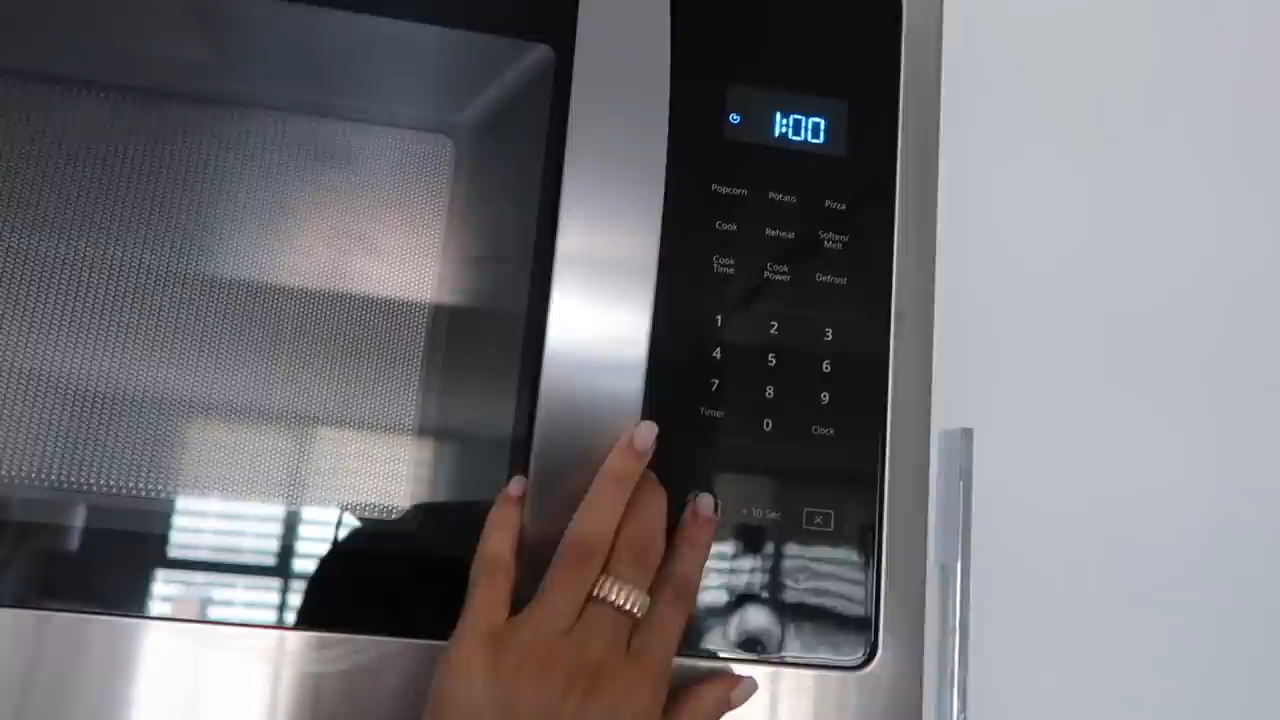 1:00
Popcorn Potato Pizza
Cook Reheat Soften/
Melt
Cook
Time Cook
Power Defrost
1 2 3
4 5 6
7 8 9
Timer 0 Clock
+ 10 Sec X